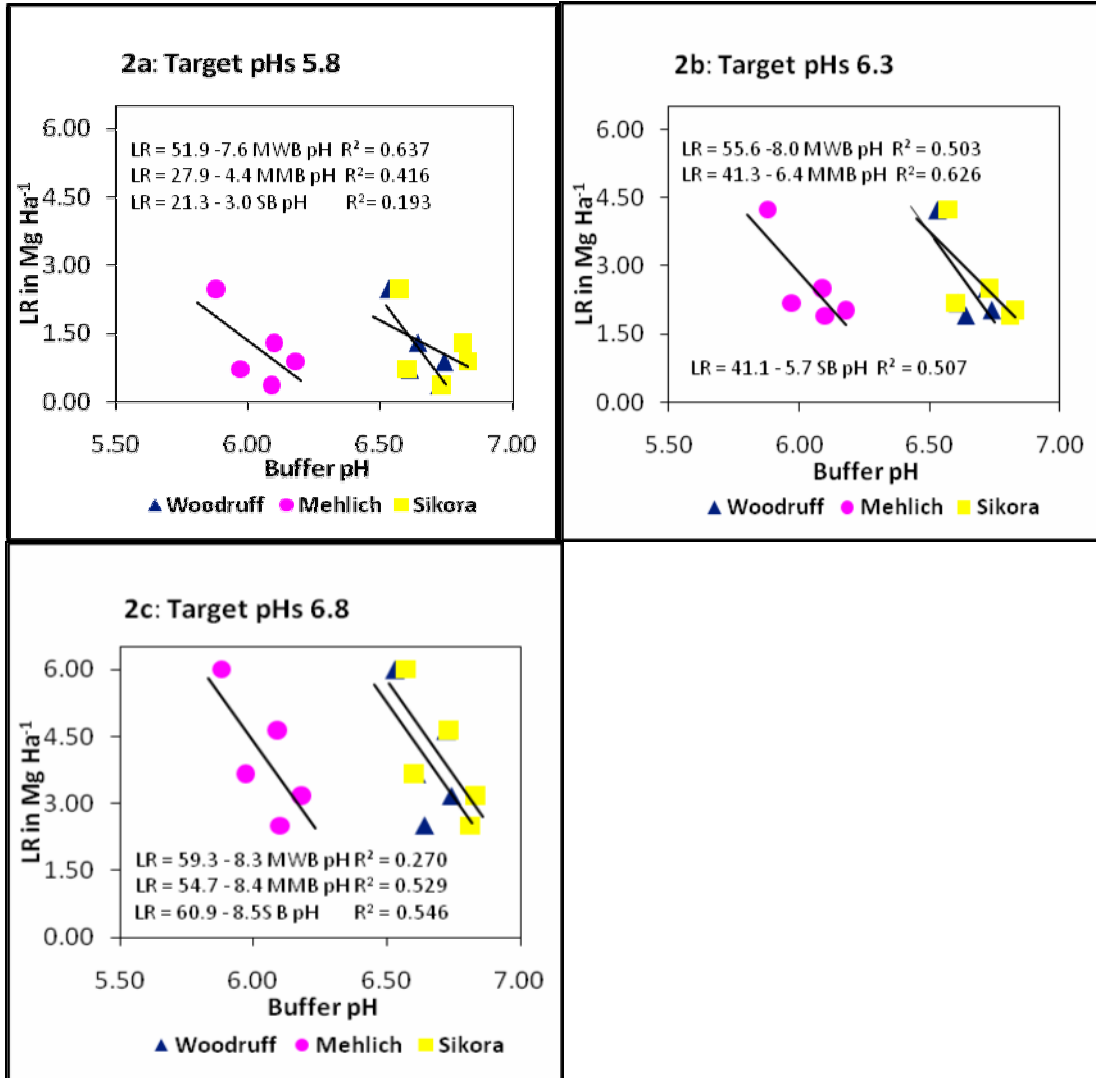 2a: Target pHs 5.8
6.00
LR = 51.9 -7.6 MWB pH R² = 0.637
LR = 27.9 - 4.4 MMB pH R²= 0.416
4.50
LR = 21.3 - 3.0 SB pH R²= 0.193
3.00
1.50
0.00
LR in Mg Ha⁻¹
5.50 6.00 6.50 7.00
Buffer pH
Woodruff Mehlich Sikora
2b: Target pHs 6.3
6.00
LR = 55.6 -8.0 MWB pH R² = 0.503
LR = 41.3 - 6.4 MMB pH R²= 0.626
4.50
3.00
1.50
LR = 41.1 - 5.7 SB pH R² = 0.507
0.00
LR in Mg Ha⁻¹
5.50 6.00 6.50 7.00
Buffer pH
Woodruff Mehlich Sikora
2c: Target pHs 6.8
6.00
4.50
3.00
LR = 59.3 - 8.3 MWB pH R² = 0.270
1.50
LR = 54.7 - 8.4 MMB pH R² = 0.529
LR = 60.9 - 8.5S B pH R² = 0.546
0.00
LR in Mg Ha⁻¹
5.50 6.00 6.50 7.00
Buffer pH
Woodruff Mehlich Sikora